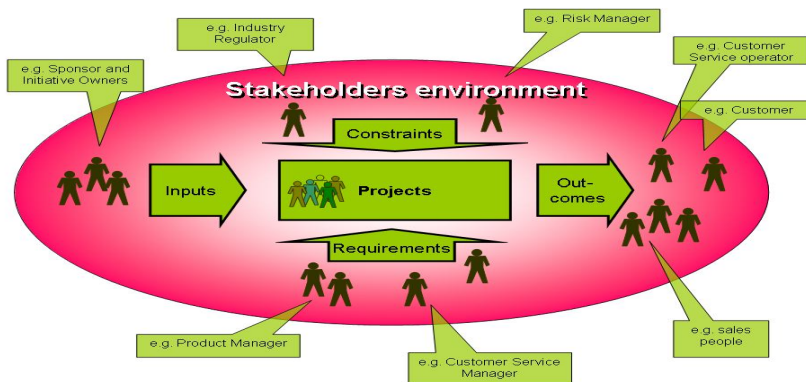 e.g. Industry
Regulator
e.g. Risk Manager
e.g. Sponsor and
Initiative Owners
e.g. Customer
Service operator
e.g. Customer
Stakeholders environment
Constraints
Inputs
Projects
Out-
comes
Requirements
e.g. Product Manager
e.g. Customer Service
Manager
e.g. sales
people